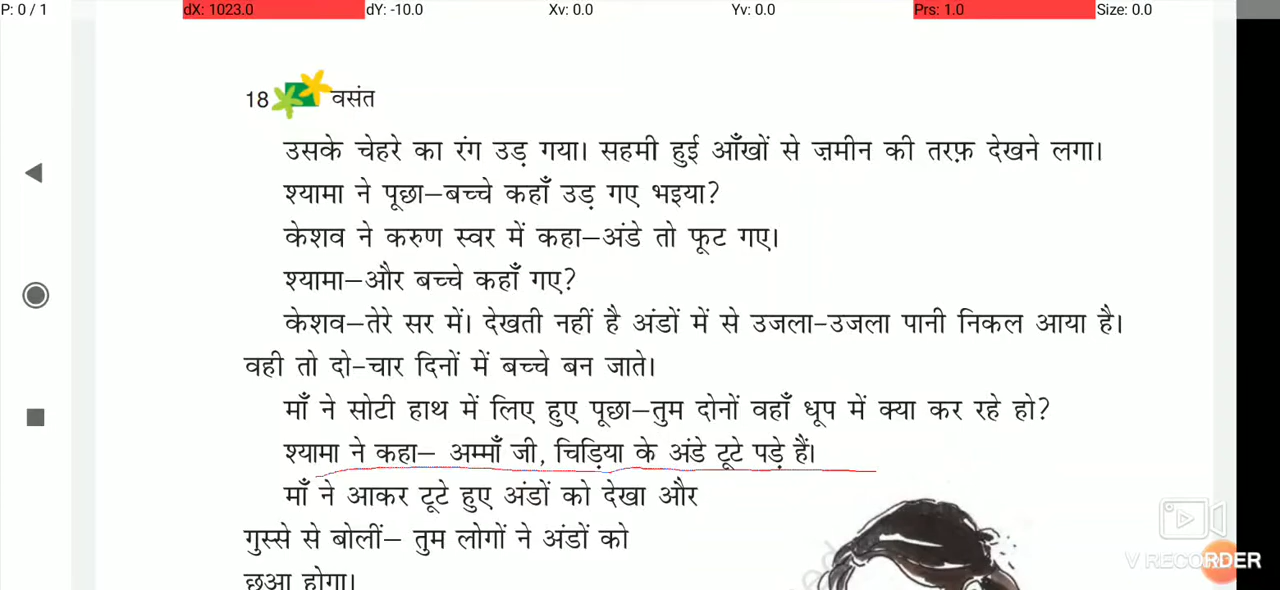 P: 0 / 1 dX: 1023.0 dY: -10.0 Xv: 0.0 Yv: 0.0 Prs: 1.0 Size: 0.0
18 वसंत
उसके चेहरे का रंग उड़ गया। सहमी हुई आँखों से ज़मीन की तरफ़ देखने लगा।
श्यामा ने पूछा–बच्चे कहाँ उड़ गए भइया?
केशव ने करुण स्वर में कहा–अंडे तो फूट गए।
श्यामा–और बच्चे कहाँ गए?
केशव–तेरे सर में। देखती नहीं है अंडों में से उजला-उजला पानी निकल आया है।
वही तो दो-चार दिनों में बच्चे बन जाते।
माँ ने सोटी हाथ में लिए हुए पूछा–तुम दोनों वहाँ धूप में क्या कर रहे हो?
श्यामा ने कहा– अम्माँ जी, चिड़िया के अंडे टूटे पड़े हैं।
माँ ने आकर टूटे हुए अंडों को देखा और
गुस्से से बोलीं– तुम लोगों ने अंडों को
छुआ होगा।
V RECORDER